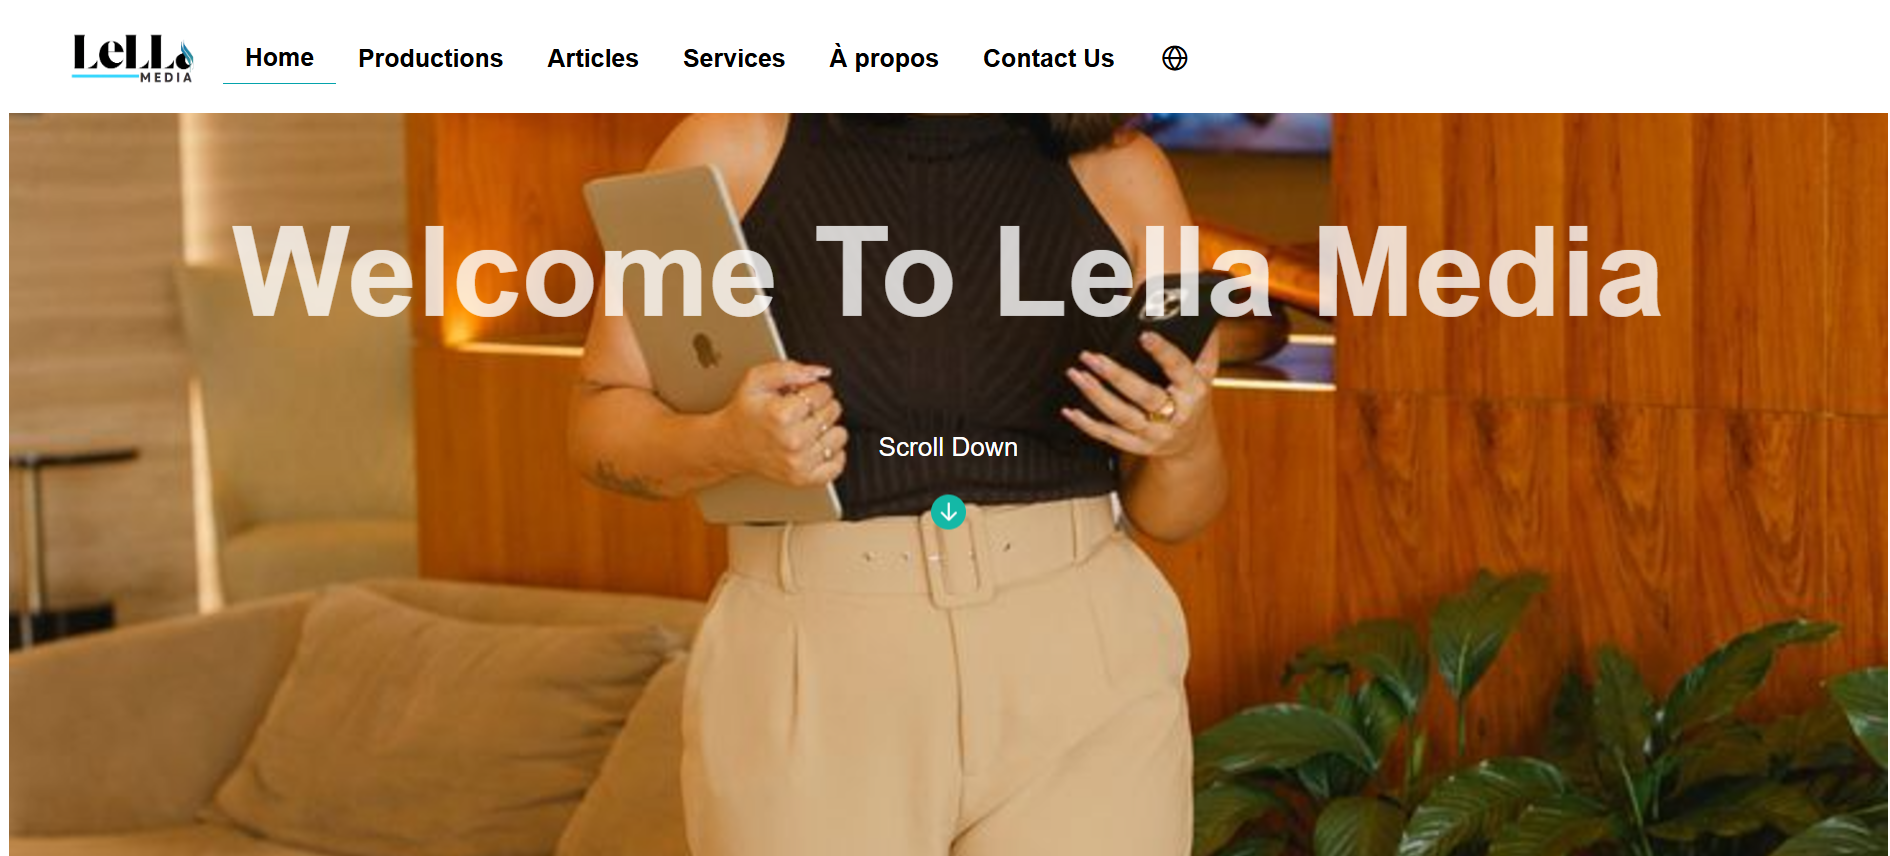 LeLLa
MEDIA
Home
Productions
Articles
Services
À propos
Contact Us
Welcome To Lella Media
Scroll Down